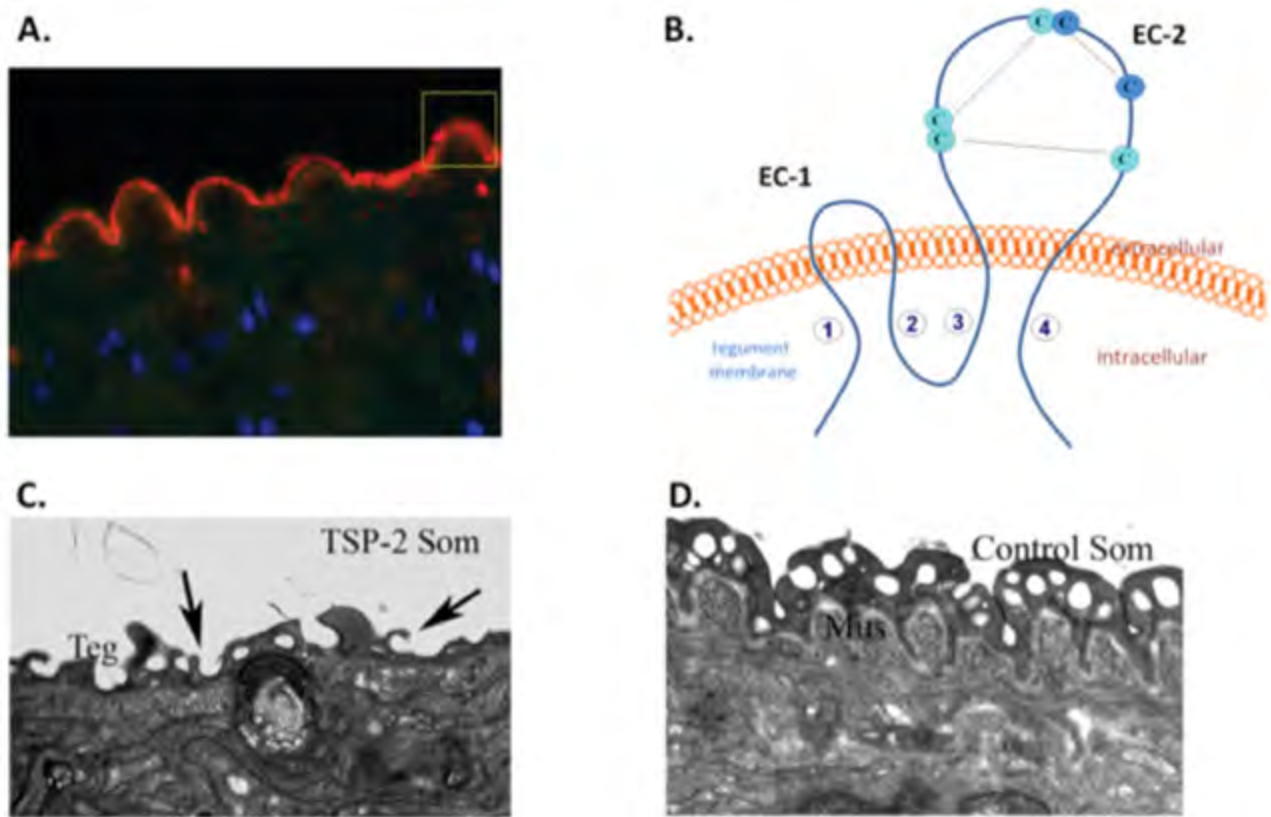 A.
B.
C
C
EC-2
C
C
C
C
EC-1
extracellular
1
2
3
4
tegument
membrane
intracellular
C.
D.
TSP-2 Som
Control Som
Teg
Mus